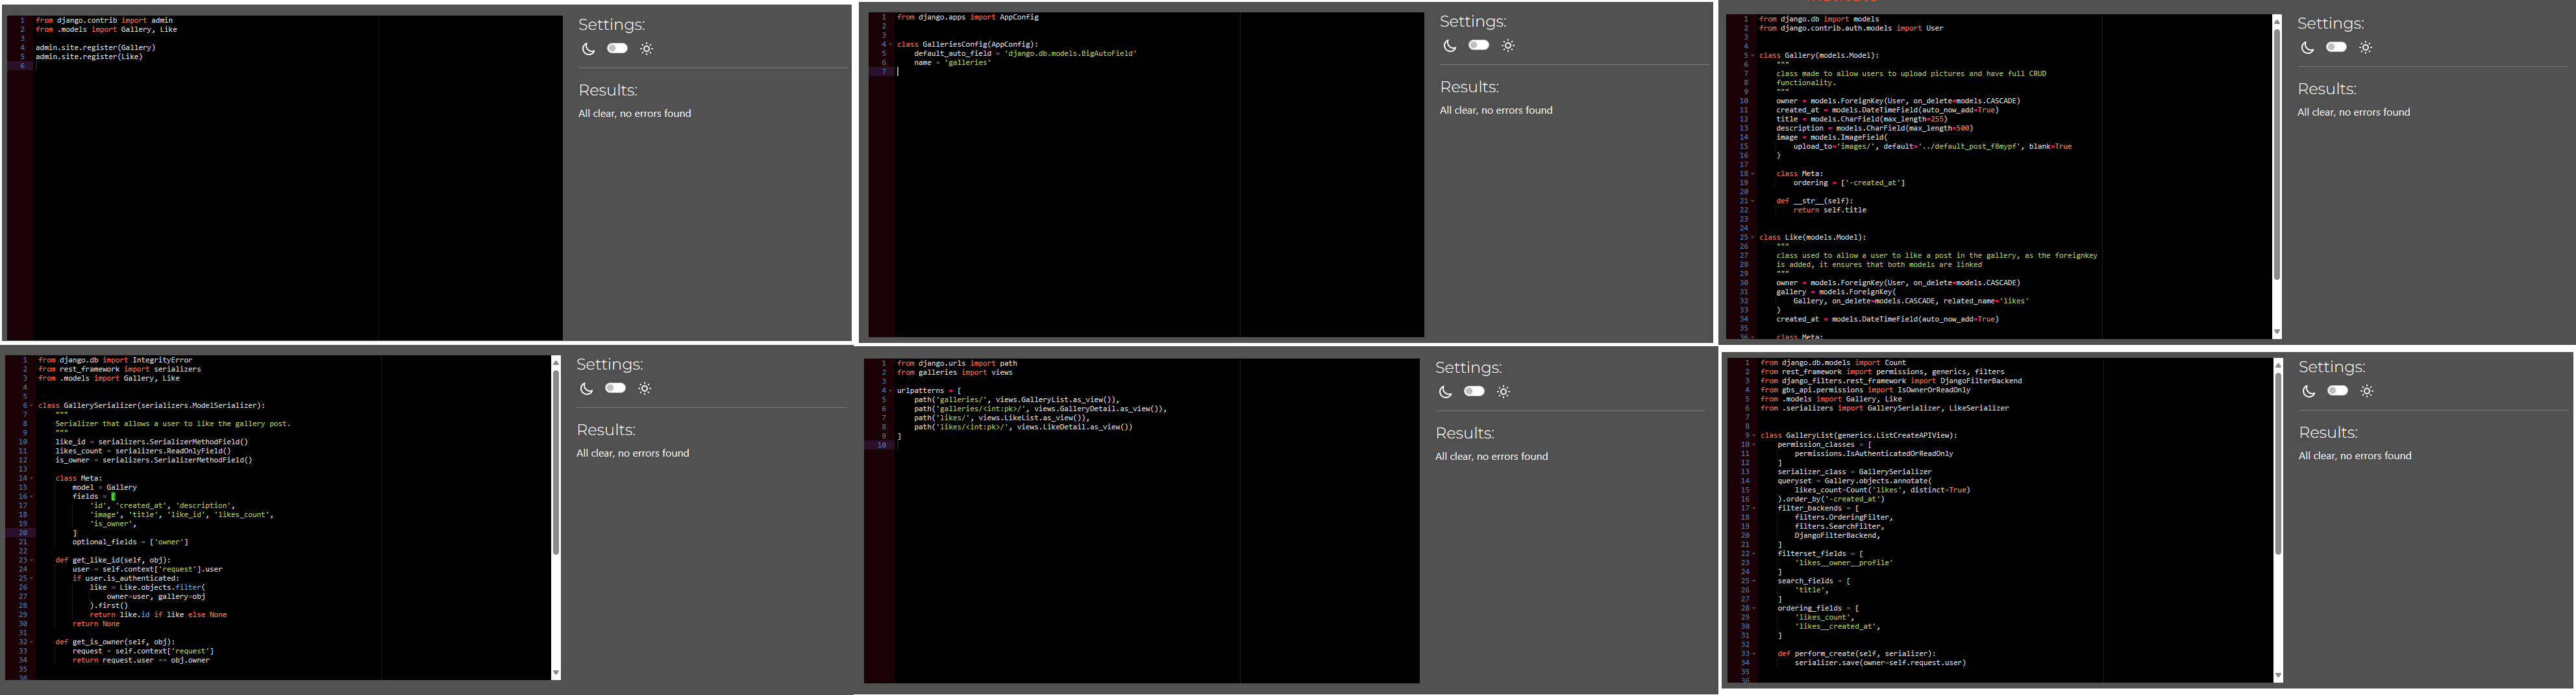 1 from django.contrib import admin
2 from .models import Gallery, Like
3
4 admin.site.register(Gallery)
5 admin.site.register(Like)
6
Settings:
Results:
All clear, no errors found
1 from django.apps import AppConfig
2
3
4 class GalleriesConfig(AppConfig):
5 default_auto_field = 'django.db.models.BigAutoField'
6 name = 'galleries'
7
Settings:
Results:
All clear, no errors found
1 from django.db import models
2 from django.contrib.auth.models import User
3
4
5 class Gallery(models.Model):
6 """
7 class made to allow users to upload pictures and have full CRUD
8 functionality.
9 """
10 owner = models.ForeignKey(User, on_delete=models.CASCADE)
11 created_at = models.DateTimeField(auto_now_add=True)
12 title = models.CharField(max_length=255)
13 description = models.CharField(max_length=500)
14 image = models.ImageField(
15 upload_to='images/', default='../default_post_f8mypf', blank=True
16 )
17
18 class Meta:
19 ordering = ['-created_at']
20
21 def __str__(self):
22 return self.title
23
24
25 class Like(models.Model):
26 """
27 class used to allow a user to like a post in the gallery, as the foreignkey
28 is added, it ensures that both models are linked
29 """
30 owner = models.ForeignKey(User, on_delete=models.CASCADE)
31 gallery = models.ForeignKey(
32 Gallery, on_delete=models.CASCADE, related_name='likes'
33 )
34 created_at = models.DateTimeField(auto_now_add=True)
35
36 class Meta:
Settings:
Results:
All clear, no errors found
1 from django.db import IntegrityError
2 from rest_framework import serializers
3 from .models import Gallery, Like
4
5
6 class GallerySerializer(serializers.ModelSerializer):
7 """
8 Serializer that allows a user to like the gallery post.
9 """
10 like_id = serializers.SerializerMethodField()
11 likes_count = serializers.ReadOnlyField()
12 is_owner = serializers.SerializerMethodField()
13
14 class Meta:
15 model = Gallery
16 fields = [
17 'id', 'created_at', 'description',
18 'image', 'title', 'like_id', 'likes_count',
19 'is_owner',
20 ]
21 optional_fields = ['owner']
22
23 def get_like_id(self, obj):
24 user = self.context['request'].user
25 if user.is_authenticated:
26 like = Like.objects.filter(
27 owner=user, gallery=obj
28 ).first()
29 return like.id if like else None
30 return None
31
32 def get_is_owner(self, obj):
33 request = self.context['request']
34 return request.user == obj.owner
35
36
Settings:
Results:
All clear, no errors found
1 from django.urls import path
2 from galleries import views
3
4 urlpatterns = [
5 path('galleries/', views.GalleryList.as_view()),
6 path('galleries/<int:pk>/', views.GalleryDetail.as_view()),
7 path('likes/', views.LikeList.as_view()),
8 path('likes/<int:pk>/', views.LikeDetail.as_view())
9 ]
10
Settings:
Results:
All clear, no errors found
1 from django.db.models import Count
2 from rest_framework import permissions, generics, filters
3 from django_filters.rest_framework import DjangoFilterBackend
4 from gbs_api.permissions import IsOwnerOrReadOnly
5 from .models import Gallery, Like
6 from .serializers import GallerySerializer, LikeSerializer
7
8
9 class GalleryList(generics.ListCreateAPIView):
10 permission_classes = [
11 permissions.IsAuthenticatedOrReadOnly
12 ]
13 serializer_class = GallerySerializer
14 queryset = Gallery.objects.annotate(
15 likes_count=Count('likes', distinct=True)
16 ).order_by('-created_at')
17 filter_backends = [
18 filters.OrderingFilter,
19 filters.SearchFilter,
20 DjangoFilterBackend,
21 ]
22 filterset_fields = [
23 'likes__owner__profile'
24 ]
25 search_fields = [
26 'title',
27 ]
28 ordering_fields = [
29 'likes_count',
30 'likes__created_at',
31 ]
32
33 def perform_create(self, serializer):
34 serializer.save(owner=self.request.user)
35
36
Settings:
Results:
All clear, no errors found